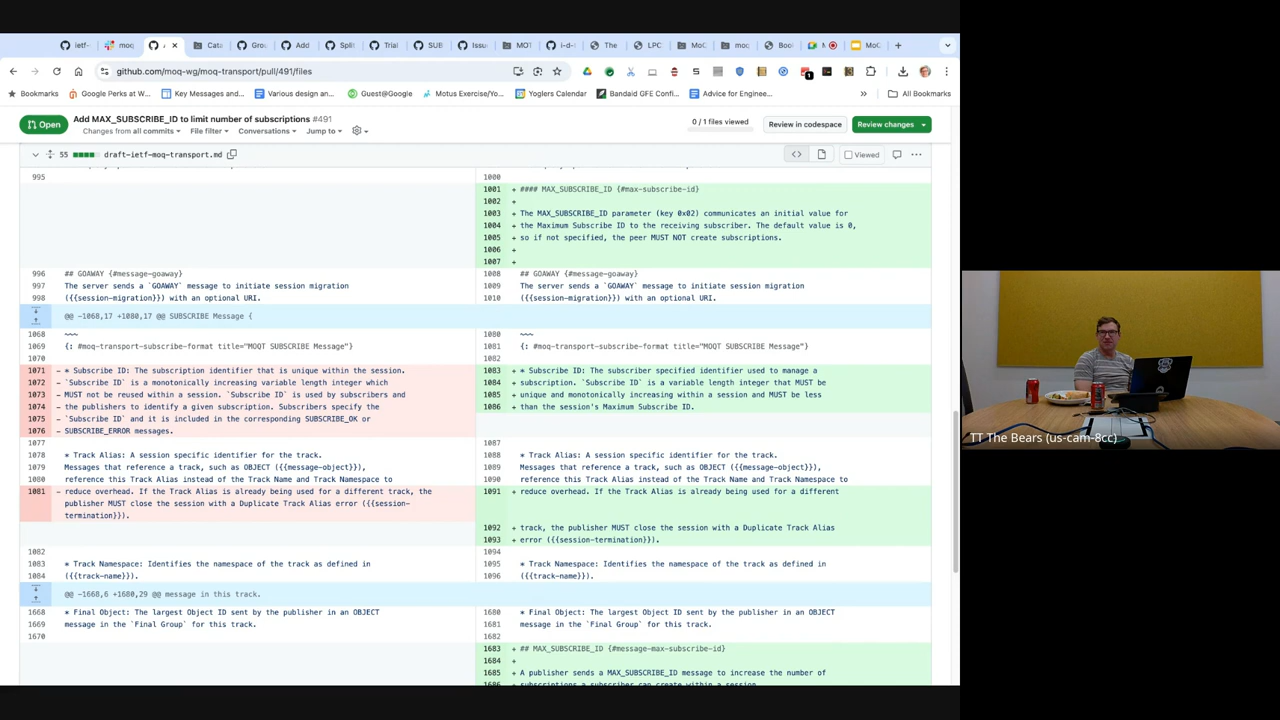 ietf-
moq
Cata
Gro
Add
Spli
Trial
SUB
Issu
MOT
i-d-s
The
LPC
MoC
moq
Boo
MoC
github.com/moq-wg/moq-transport/pull/491/files
Bookmarks
Google Perks at W...
Key Messages and...
Various design an...
Guest@Google
Motus Exercise/Yo...
Yoglers Calendar
Bandaid GFE Confi...
Advice for Enginee...
»
All Bookmarks
Open
Add MAX_SUBSCRIBE_ID to limit number of subscriptions #491
Changes from all commits
File filter
Conversations
Jump to
0 / 1 files viewed
Review in codespace
Review changes
55 draft-ietf-moq-transport.md
Viewed
995
1000
1001 + #### MAX_SUBSCRIBE_ID {#max-subscribe-id}
1002 +
1003 + The MAX_SUBSCRIBE_ID parameter (key 0x02) communicates an initial value for
1004 + the Maximum Subscribe ID to the receiving subscriber. The default value is 0,
1005 + so if not specified, the peer MUST NOT create subscriptions.
1006 +
1007 +
996 ## GOAWAY {#message-goaway}
997 The server sends a `GOAWAY` message to initiate session migration
998 ({{session-migration}}) with an optional URI.
1008 ## GOAWAY {#message-goaway}
1009 The server sends a `GOAWAY` message to initiate session migration
1010 ({{session-migration}}) with an optional URI.
@@ -1068,17 +1080,17 @@ SUBSCRIBE Message {
1068 ~~~
1069 {: #moq-transport-subscribe-format title="MOQT SUBSCRIBE Message"}
1070
1080 ~~~
1081 {: #moq-transport-subscribe-format title="MOQT SUBSCRIBE Message"}
1082
1071 - * Subscribe ID: The subscription identifier that is unique within the session.
1072 - `Subscribe ID` is a monotonically increasing variable length integer which
1073 - MUST not be reused within a session. `Subscribe ID` is used by subscribers and
1074 - the publishers to identify a given subscription. Subscribers specify the
1075 - `Subscribe ID` and it is included in the corresponding SUBSCRIBE_OK or
1076 - SUBSCRIBE_ERROR messages.
1083 + * Subscribe ID: The subscriber specified identifier used to manage a
1084 + subscription. `Subscribe ID` is a variable length integer that MUST be
1085 + unique and monotonically increasing within a session and MUST be less
1086 + than the session's Maximum Subscribe ID.
1077
1078 * Track Alias: A session specific identifier for the track.
1079 Messages that reference a track, such as OBJECT ({{message-object}}),
1080 reference this Track Alias instead of the Track Name and Track Namespace to
1087
1088 * Track Alias: A session specific identifier for the track.
1089 Messages that reference a track, such as OBJECT ({{message-object}}),
1090 reference this Track Alias instead of the Track Name and Track Namespace to
1081 - reduce overhead. If the Track Alias is already being used for a different track, the
publisher MUST close the session with a Duplicate Track Alias error ({{session-
termination}}).
1091 + reduce overhead. If the Track Alias is already being used for a different
1092 + track, the publisher MUST close the session with a Duplicate Track Alias
1093 + error ({{session-termination}}).
1082
1083 * Track Namespace: Identifies the namespace of the track as defined in
1084 ({{track-name}}).
1094
1095 * Track Namespace: Identifies the namespace of the track as defined in
1096 ({{track-name}}).
@@ -1668,6 +1680,29 @@ message in this track.
1668 * Final Object: The largest Object ID sent by the publisher in an OBJECT
1669 message in the `Final Group` for this track.
1670
1680 * Final Object: The largest Object ID sent by the publisher in an OBJECT
1681 message in the `Final Group` for this track.
1682
1683 + ## MAX_SUBSCRIBE_ID {#message-max-subscribe-id}
1684 +
1685 + A publisher sends a MAX_SUBSCRIBE_ID message to increase the number of
1686 + subscriptions a subscriber can create within a session.
TT The Bears (us-cam-8cc)